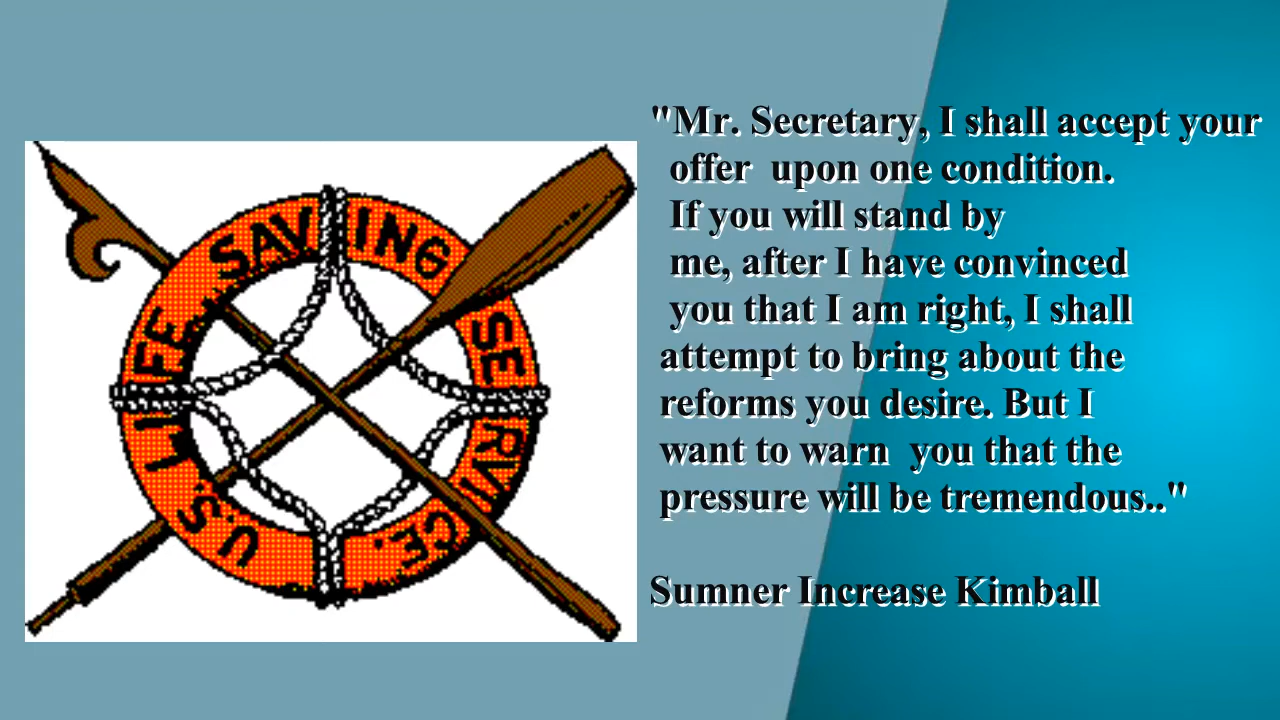 U.S. LIFE SAVING SERVICE.
"Mr. Secretary, I shall accept your
offer  upon one condition.
If you will stand by
me, after I have convinced
you that I am right, I shall
attempt to bring about the
reforms you desire. But I
want to warn  you that the
pressure will be tremendous.."
Sumner Increase Kimball